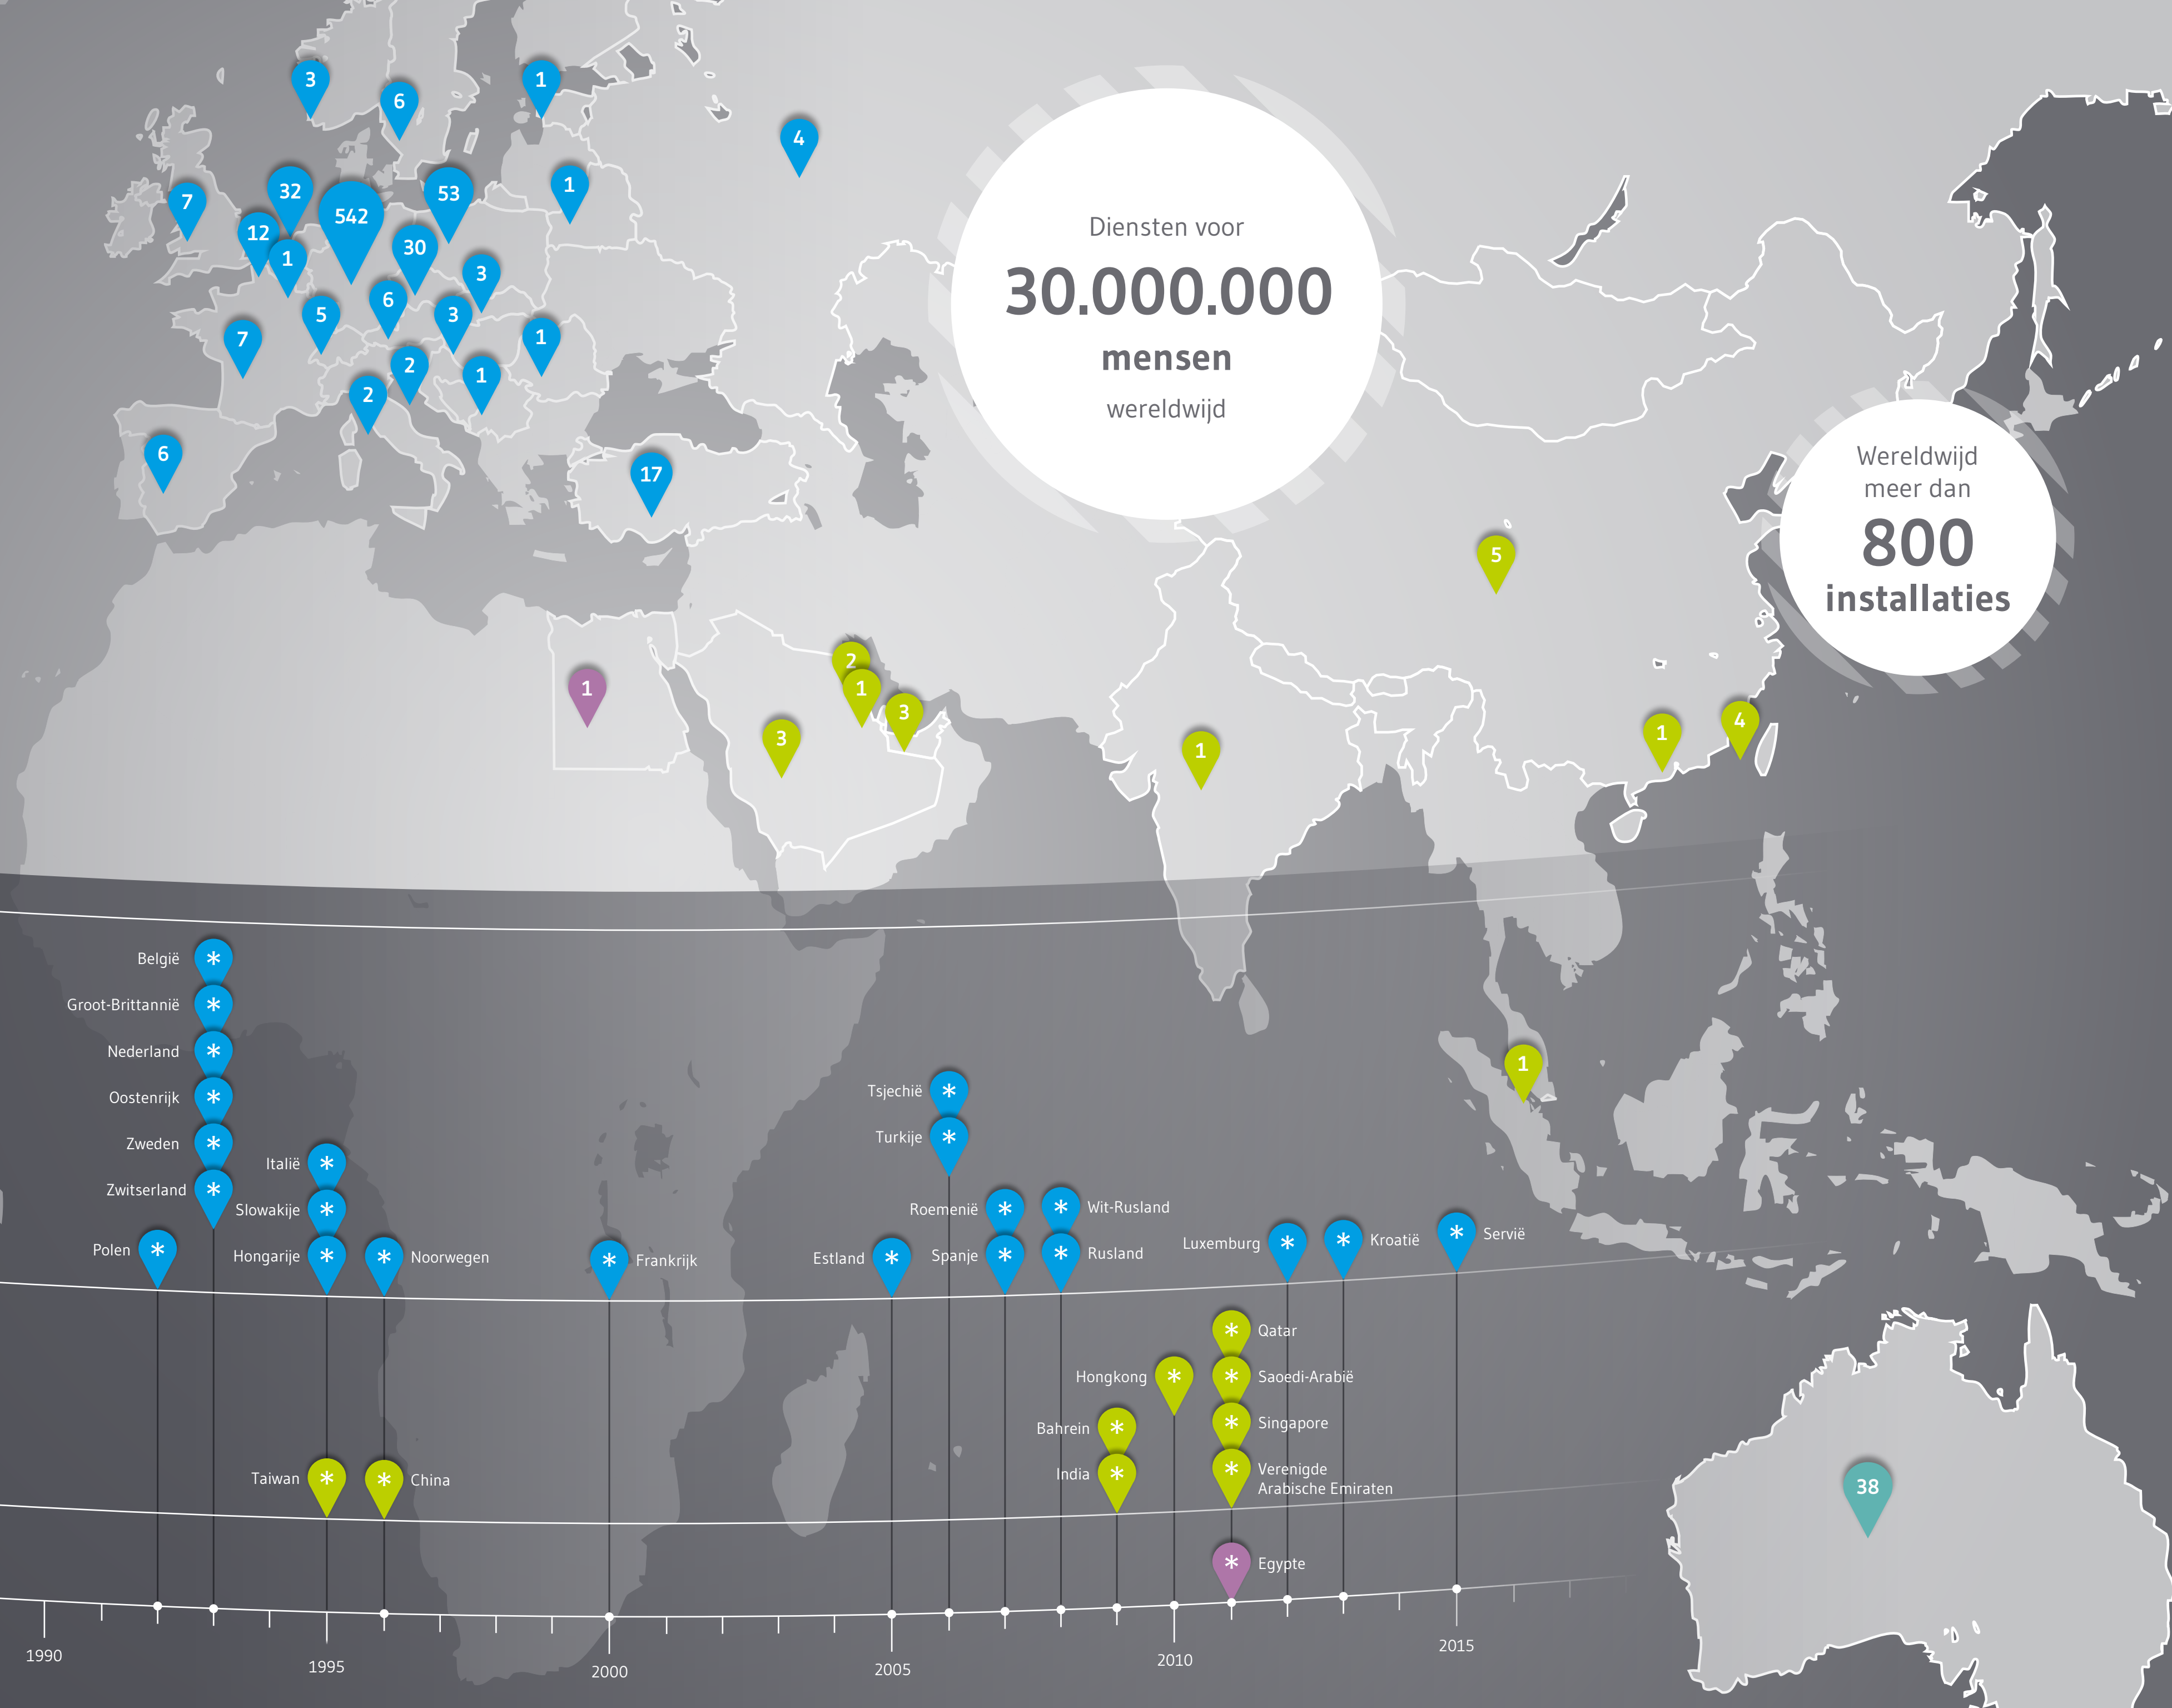 3
6
1
4
1
7
32
542
53
12
1
30
3
6
5
3
7
1
2
1
2
6
17
Diensten voor
30.000.000
mensen
wereldwijd
Wereldwijd
meer dan
800
installaties
5
2
1
3
3
1
1
1
4
1
38
België
Groot-Brittannië
Nederland
Oostenrijk
Zweden
Zwitserland
Polen
Italië
Slowakije
Hongarije
Noorwegen
Frankrijk
Tsjechië
Turkije
Estland
Roemenië
Spanje
Wit-Rusland
Rusland
Luxemburg
Kroatië
Servië
Taiwan
China
Bahrein
India
Hongkong
Qatar
Saoedi-Arabië
Singapore
Verenigde
Arabische Emiraten
Egypte
1990
1995
2000
2005
2010
2015